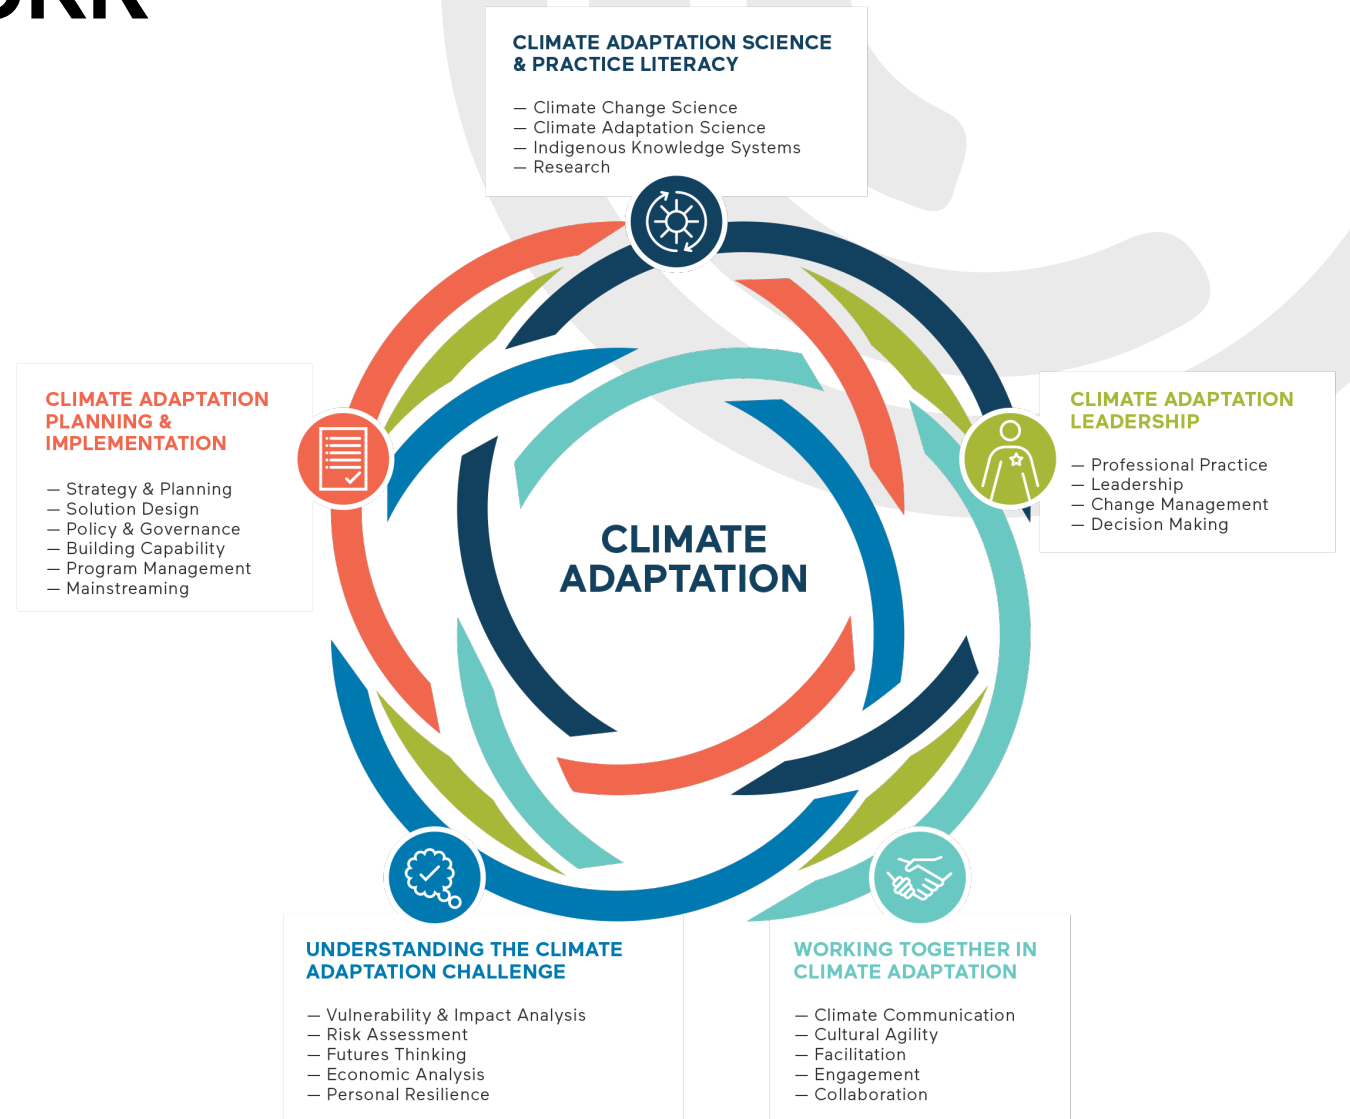 CLIMATE ADAPTATION SCIENCE
& PRACTICE LITERACY
— Climate Change Science
— Climate Adaptation Science
— Indigenous Knowledge Systems
— Research
CLIMATE ADAPTATION
PLANNING &
IMPLEMENTATION
— Strategy & Planning
— Solution Design
— Policy & Governance
— Building Capability
— Program Management
— Mainstreaming
CLIMATE ADAPTATION
LEADERSHIP
— Professional Practice
— Leadership
— Change Management
— Decision Making
CLIMATE
ADAPTATION
UNDERSTANDING THE CLIMATE
ADAPTATION CHALLENGE
— Vulnerability & Impact Analysis
— Risk Assessment
— Futures Thinking
— Economic Analysis
— Personal Resilience
WORKING TOGETHER IN
CLIMATE ADAPTATION
— Climate Communication
— Cultural Agility
— Facilitation
— Engagement
— Collaboration